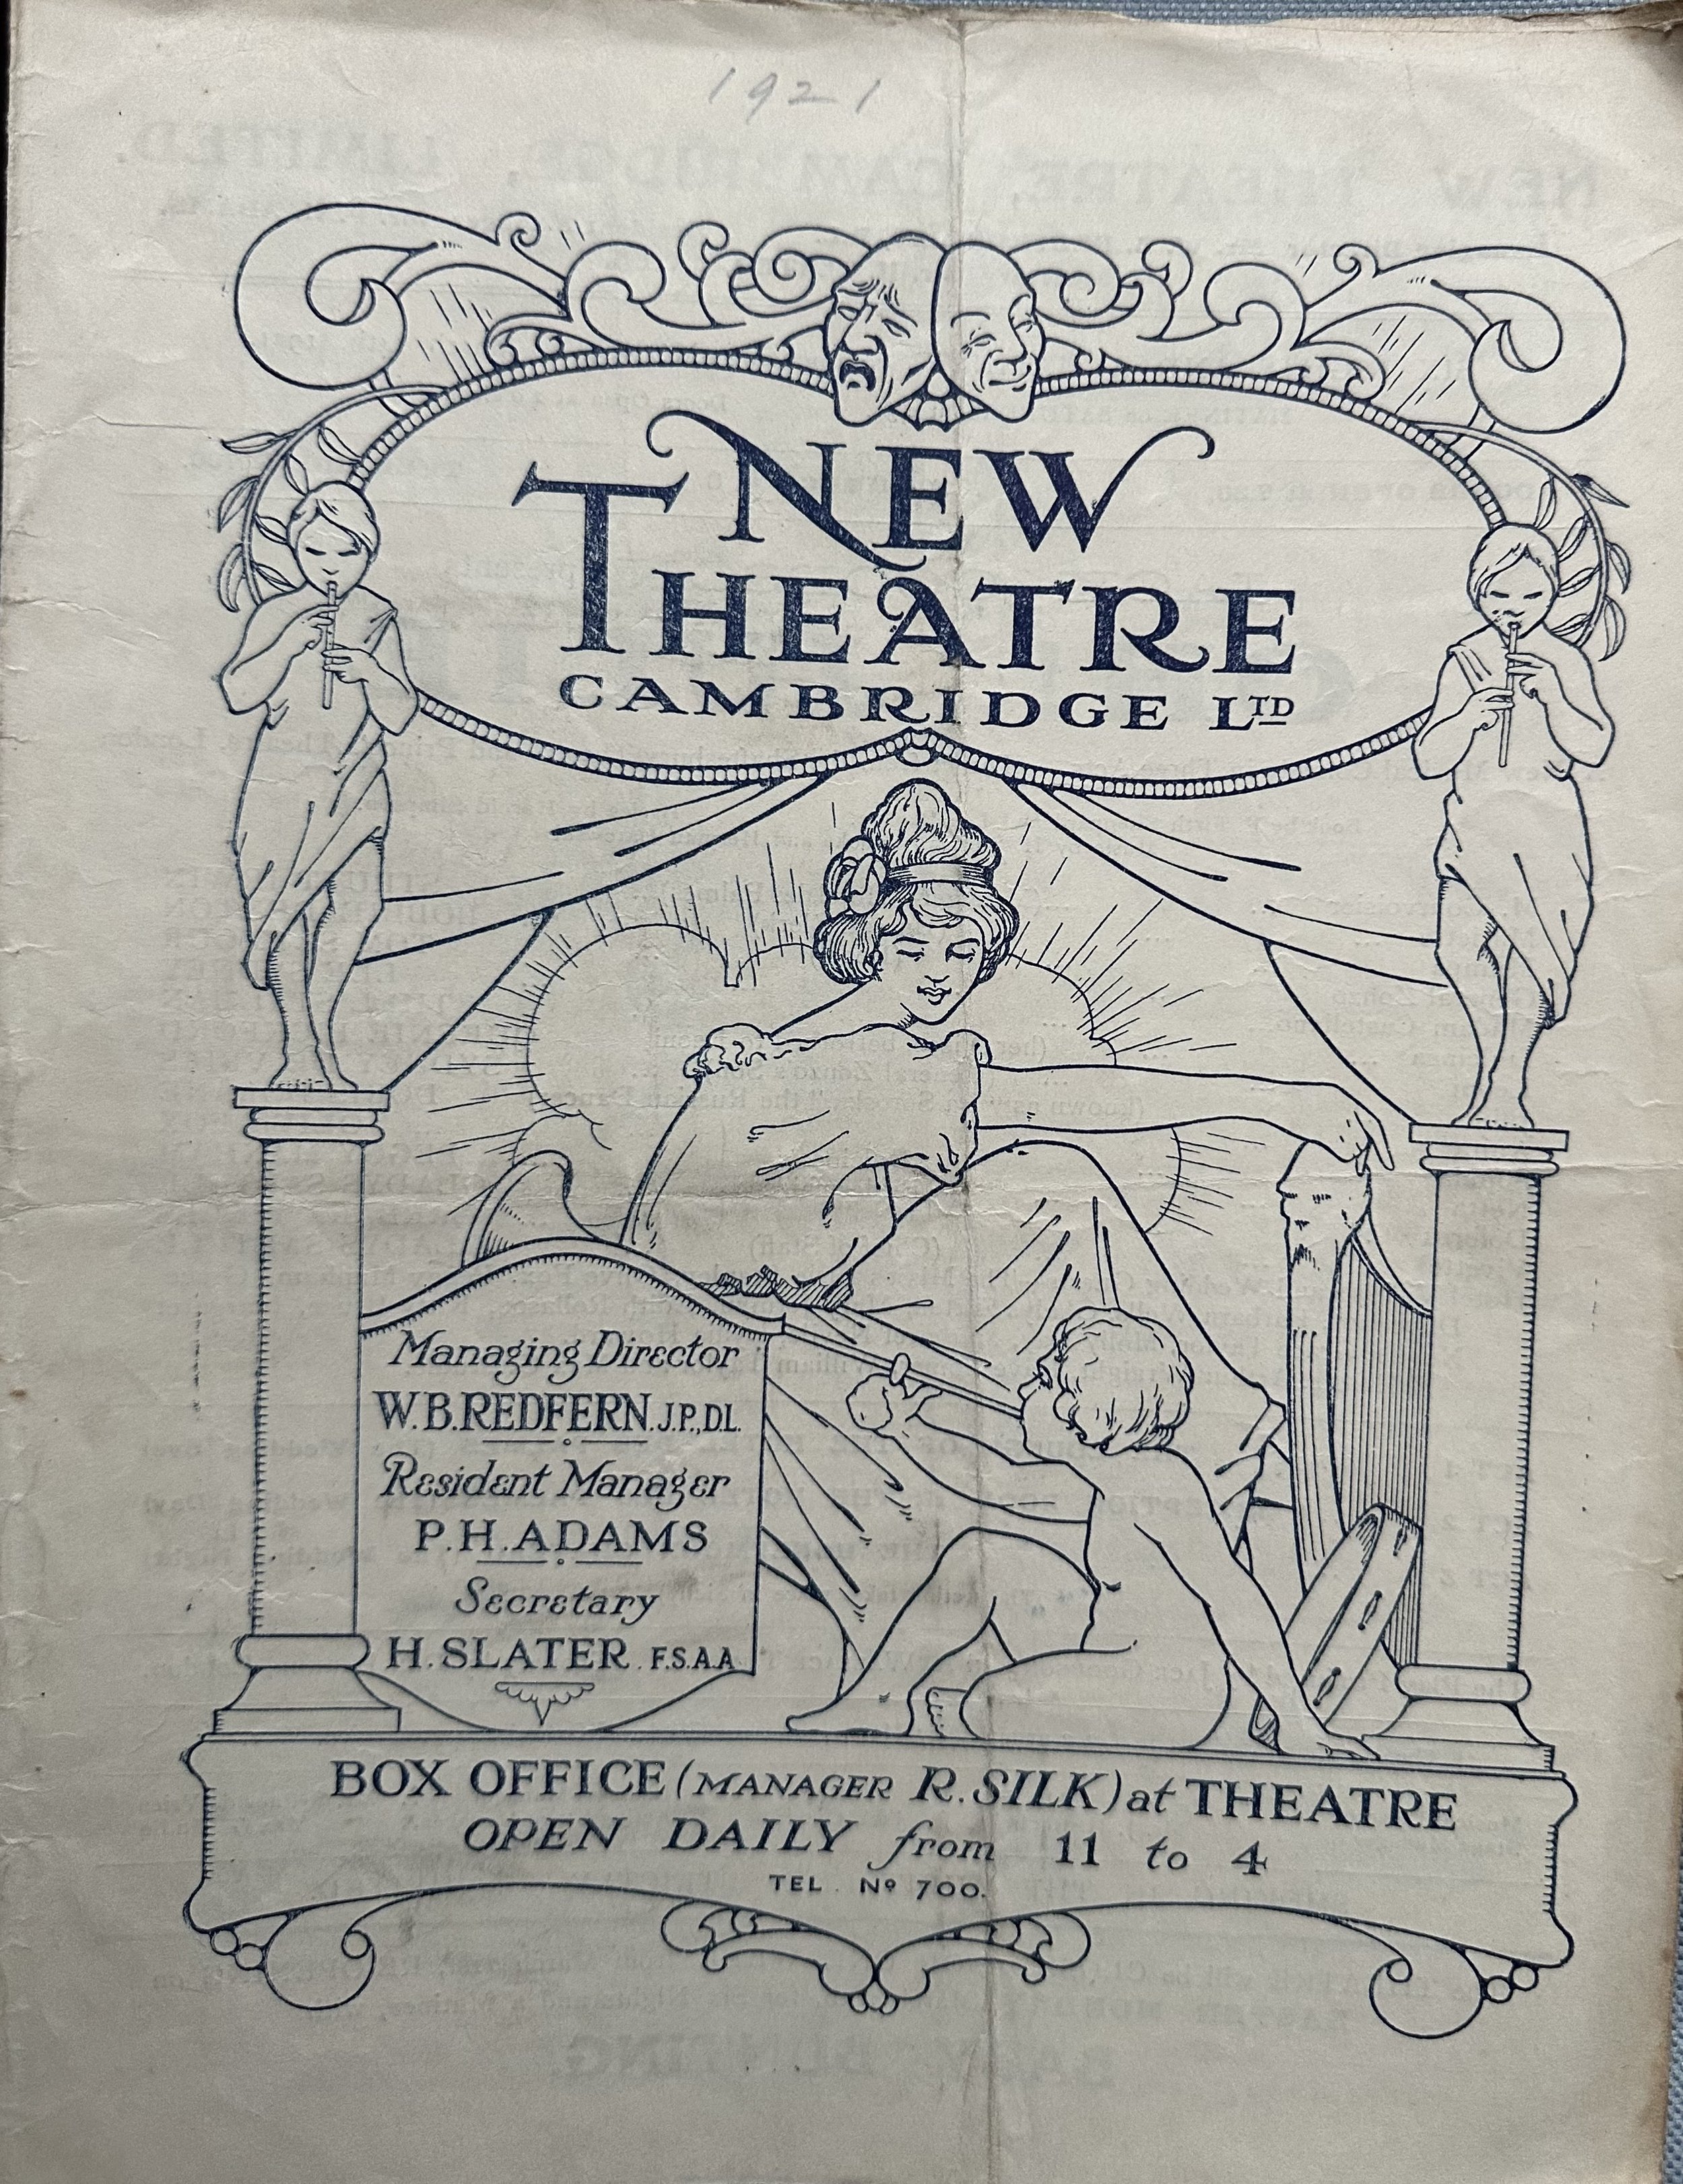 1921
NEW
THEATRE
CAMBRIDGE LTD
Managing Director
W.B.REDFERN.J.P.,D.L.
Resident Manager
P.H.ADAMS
Secretary
H.SLATER.F.S.A.A.
BOX OFFICE (MANAGER R.SILK) at THEATRE
OPEN DAILY from 11 to 4
TEL. No 700.